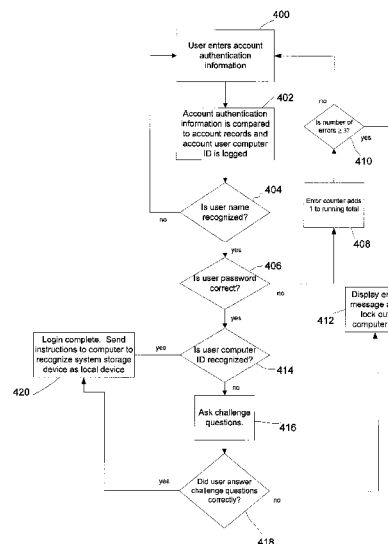 400
User enters account
authentication
information
402
Account authentication
information is compared
to account records and
account user computer
ID is logged
no
Is number of
errors ≥ 3?
410
yes
404
Is user name
recognized?
no
Error counter adds
1 to running total
408
yes
406
Is user password
correct?
no
yes
Display
message
lock out
computer
412
Login complete. Send
instructions to computer to
recognize system storage
device as local device
420
yes
Is user computer
ID recognized?
414
no
Ask challenge
questions.
416
yes
Did user answer
challenge questions
correctly?
no
418